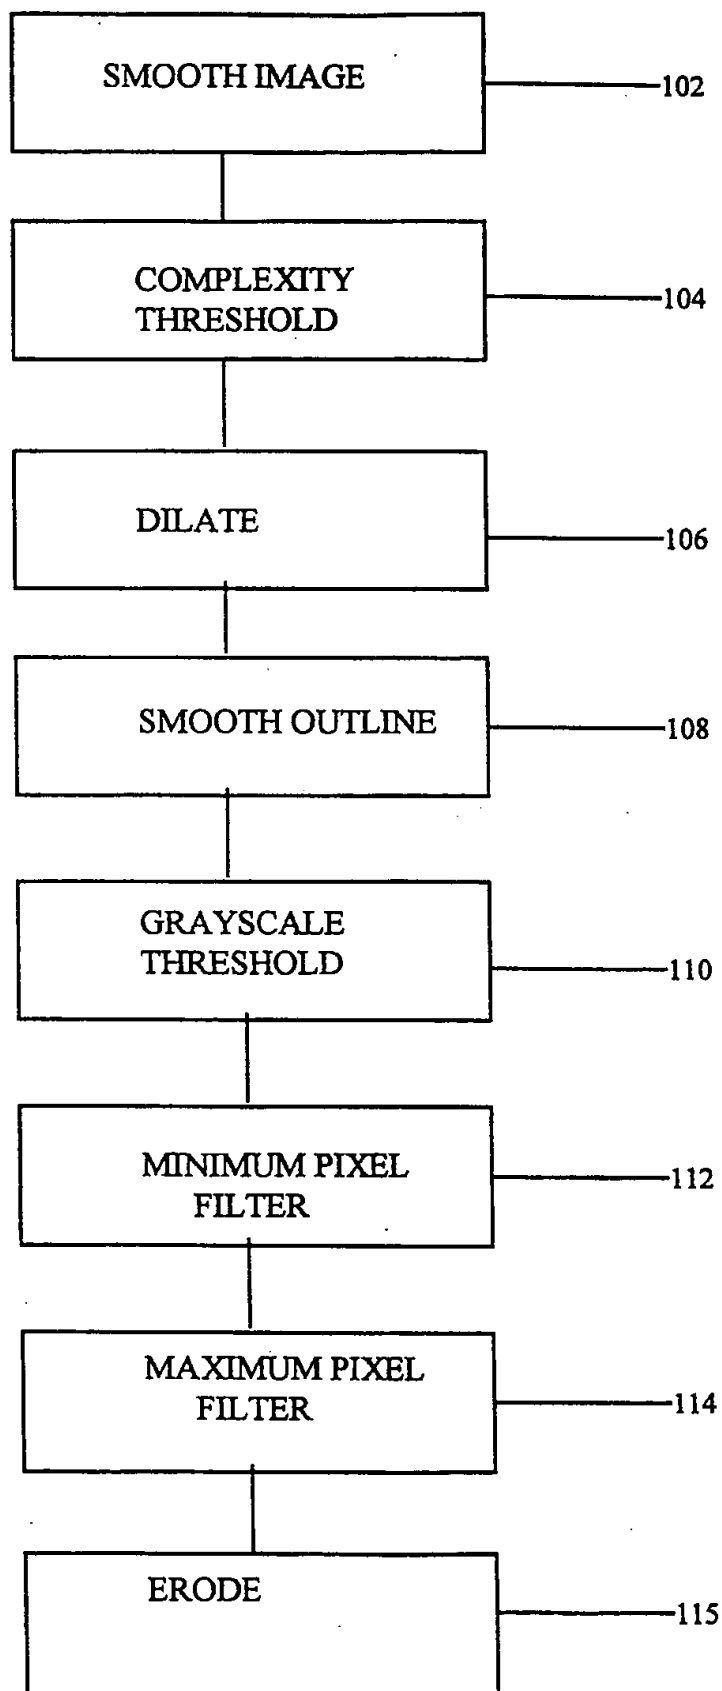 SMOOTH IMAGE
102
COMPLEXITY
THRESHOLD
104
DILATE
106
SMOOTH OUTLINE
108
GRAYSCALE
THRESHOLD
110
MINIMUM PIXEL
FILTER
112
MAXIMUM PIXEL
FILTER
114
ERODE
115